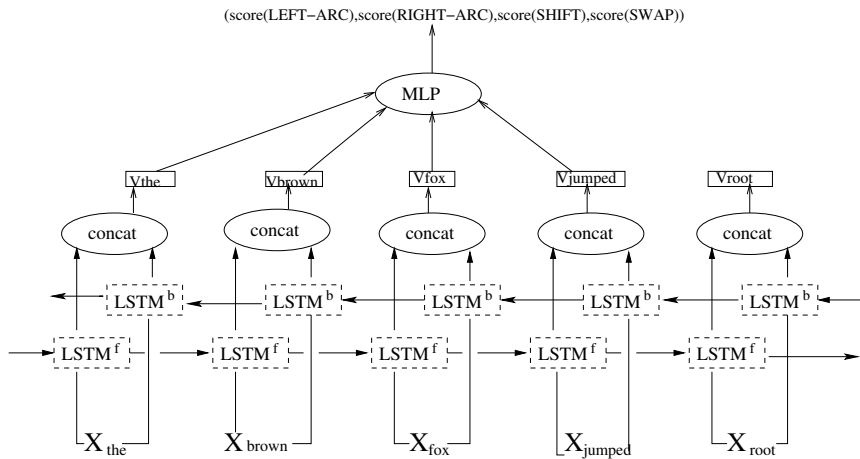 (score(LEFT−ARC),score(RIGHT−ARC),score(SHIFT),score(SWAP))
MLP
Vthe Vbrown Vfox Vjumped Vroot
concat concat concat concat concat
LSTM^b LSTM^b LSTM^b LSTM^b LSTM^b
LSTM^f LSTM^f LSTM^f LSTM^f LSTM^f
X the X brown X fox X jumped X root